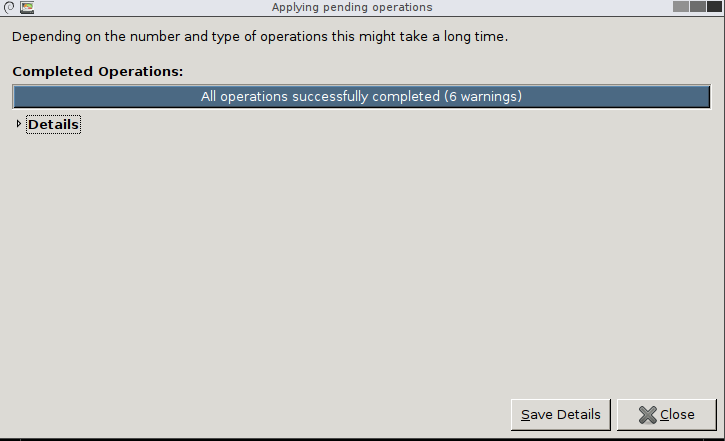 Applying pending operations
Depending on the number and type of operations this might take a long time.
Completed Operations:
All operations successfully completed (6 warnings)
Details
Save Details
Close